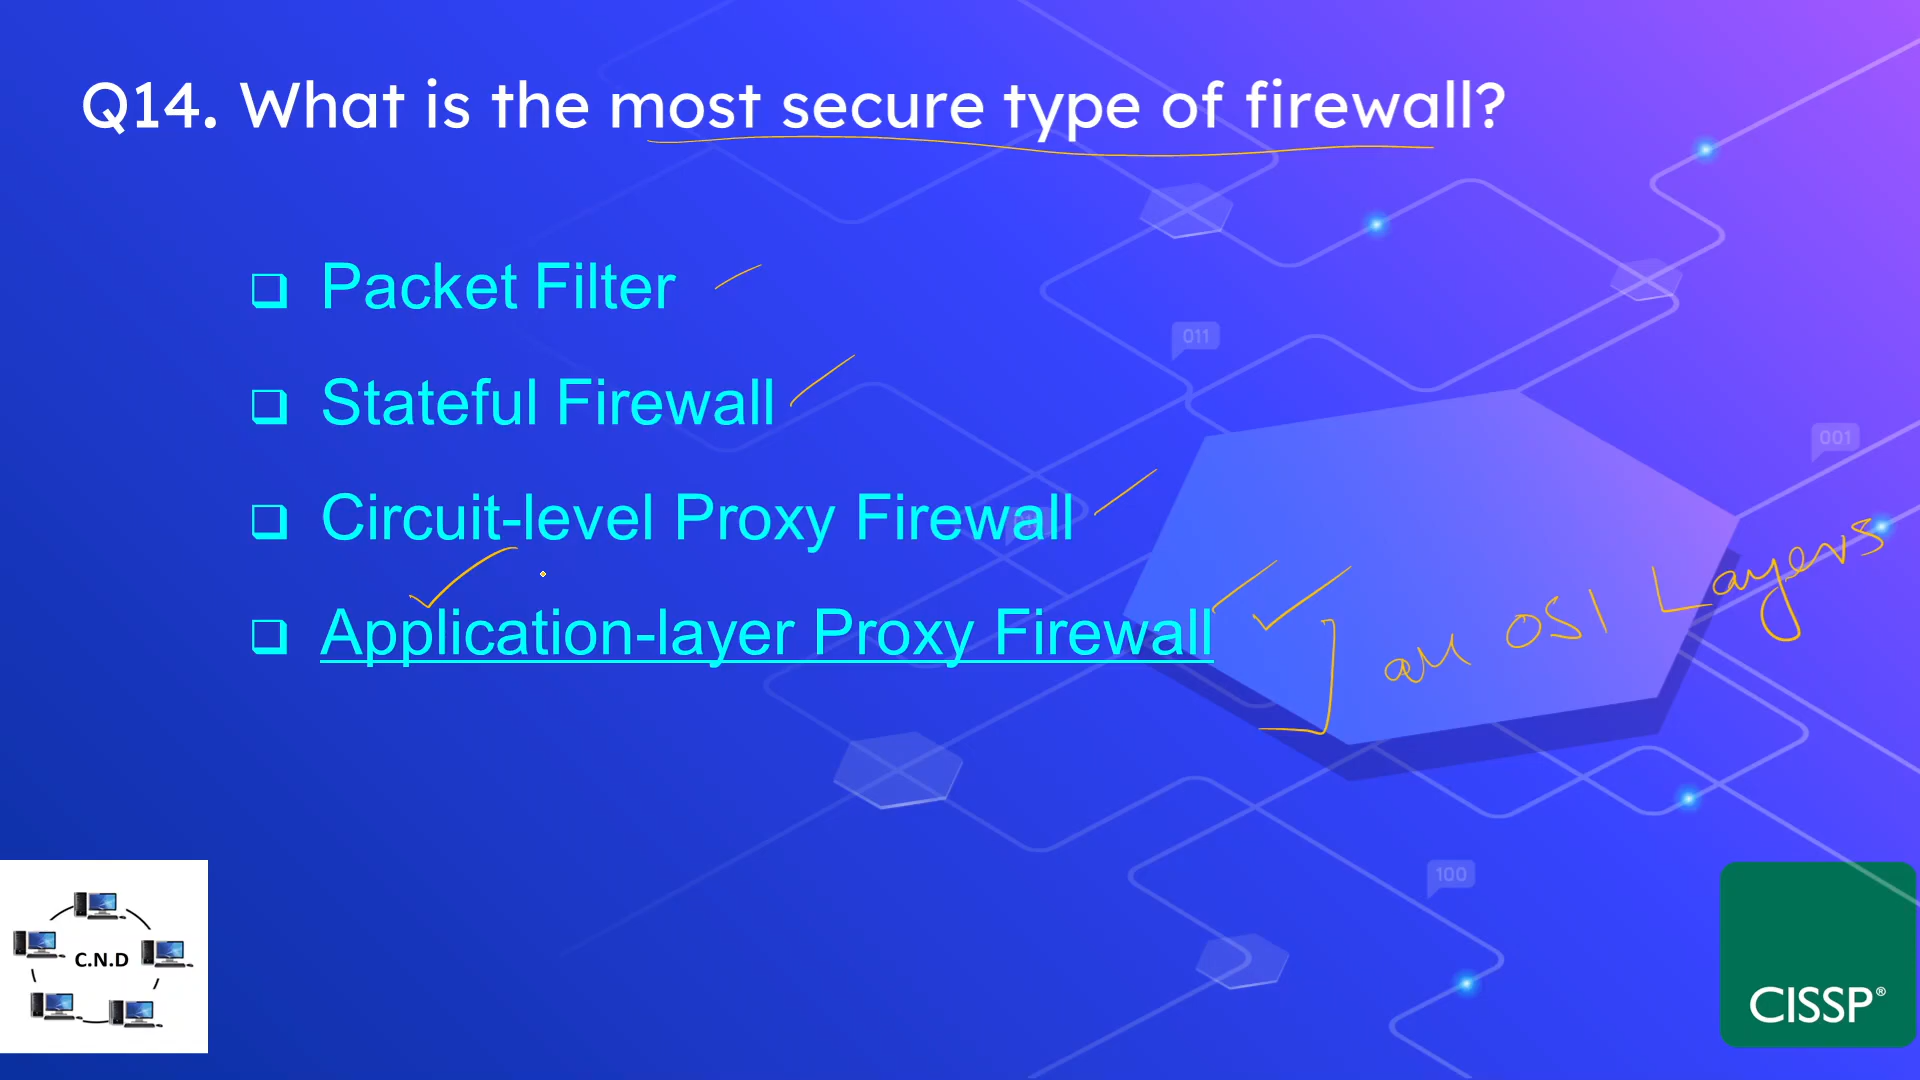 Q14. What is the most secure type of firewall?
011
Packet Filter
Stateful Firewall
001
Circuit-level Proxy Firewall
Application-layer Proxy Firewall
all OSI Layers
100
C.N.D
CISSP®